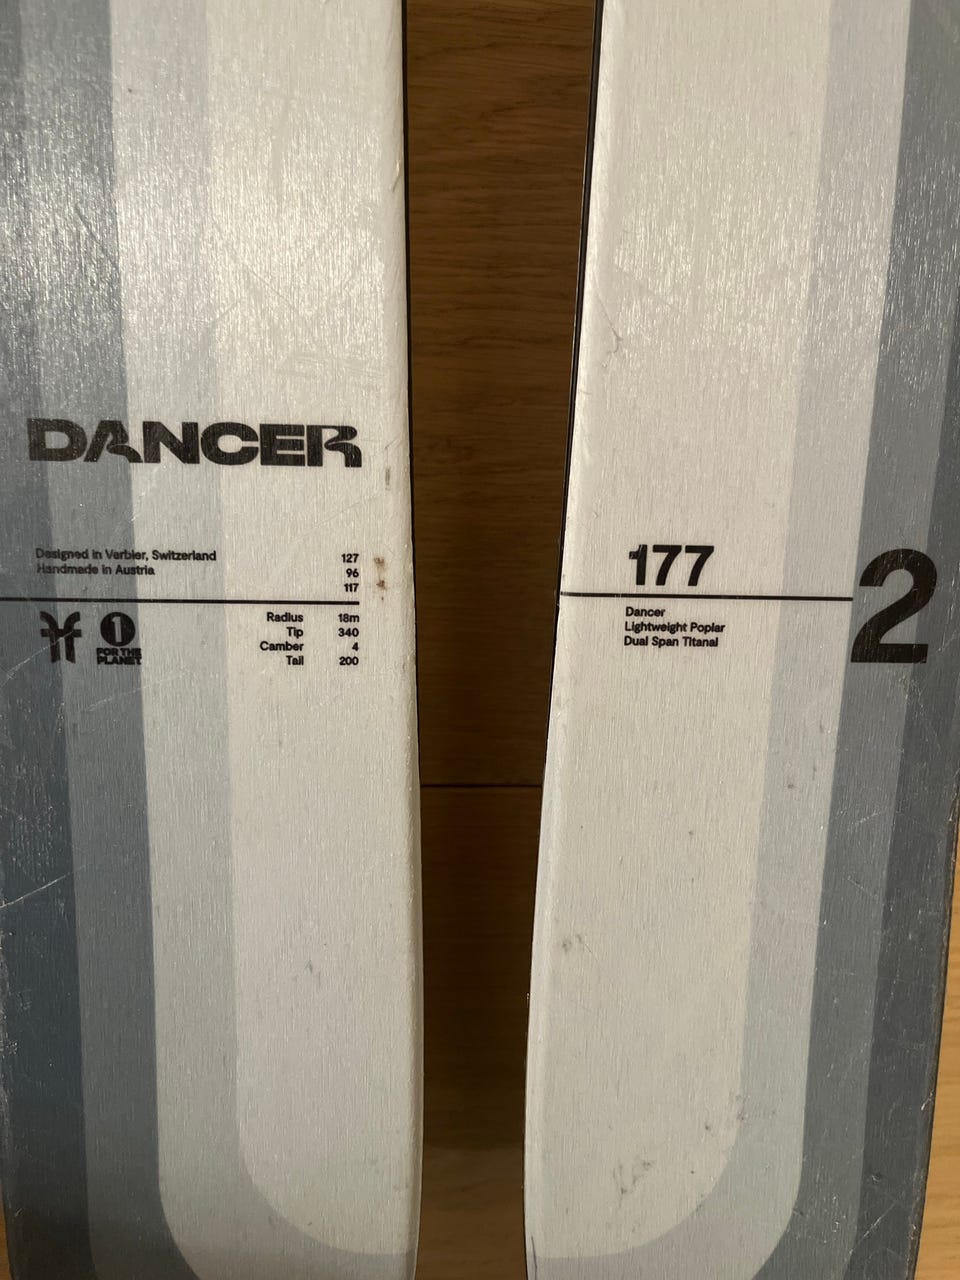 DANCER
Designed in Verbier, Switzerland
Handmade in Austria
127
96
117
1
FOR THE
PLANET
Radius 18m
Tip 340
Camber 4
Tail 200
177
2
Dancer
Lightweight Poplar
Dual Span Titanal